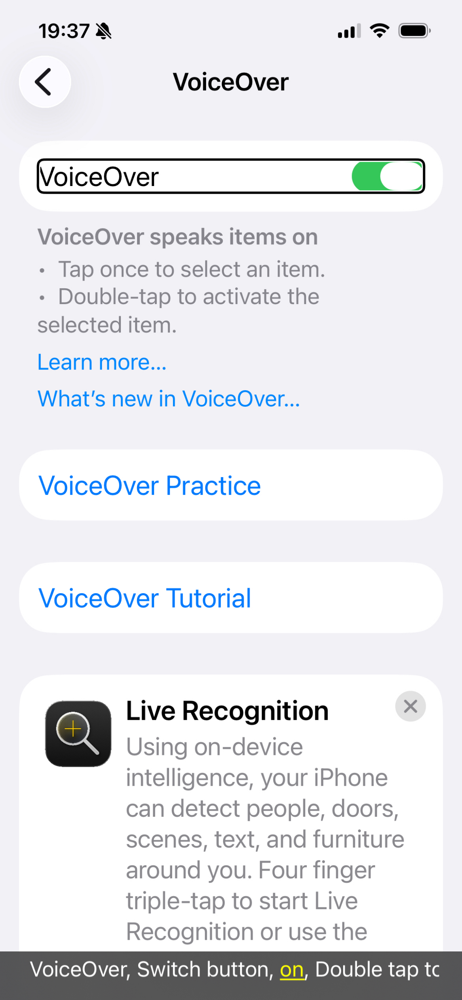 19:37
VoiceOver
VoiceOver
VoiceOver speaks items on
• Tap once to select an item.
• Double-tap to activate the
selected item.
Learn more...
What’s new in VoiceOver...
VoiceOver Practice
VoiceOver Tutorial
Live Recognition
Using on-device
intelligence, your iPhone
can detect people, doors,
scenes, text, and furniture
around you. Four finger
triple-tap to start Live
Recognition or use the
VoiceOver, Switch button, on, Double tap to